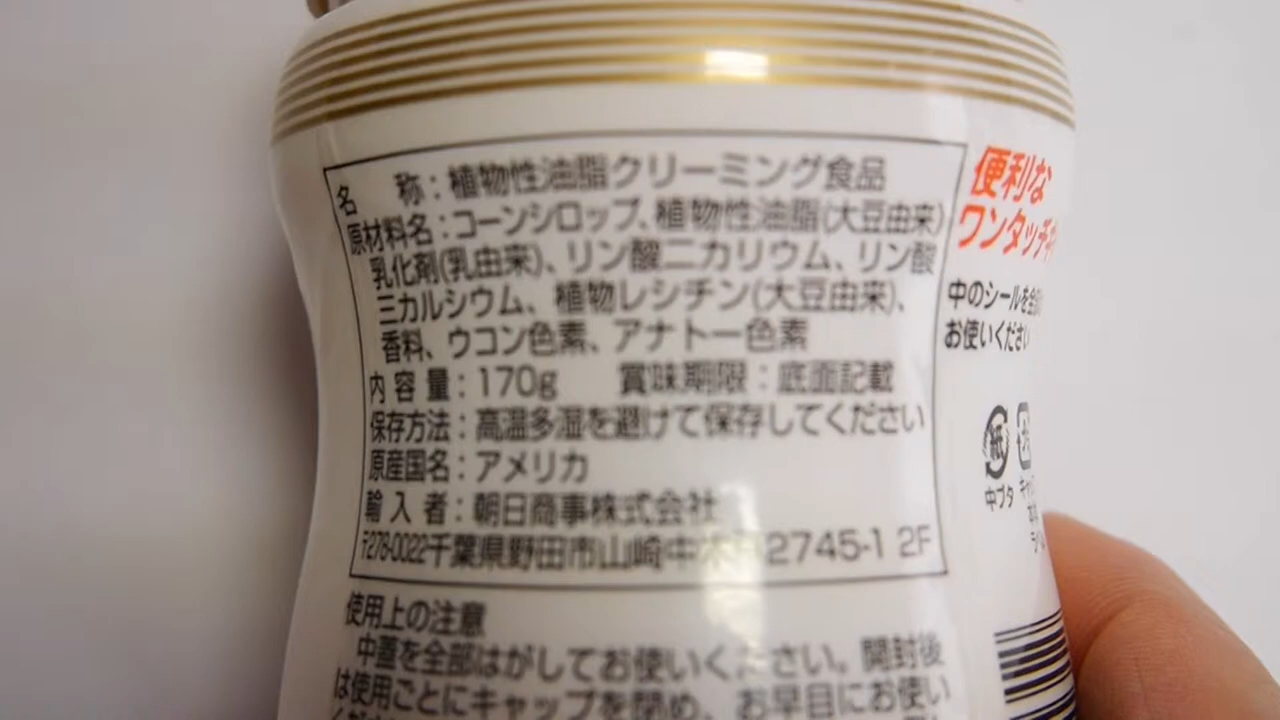 名 称：植物性油脂クリーミング食品
原材料名：コーンシロップ、植物性油脂(大豆由来)
乳化剤(乳由来)、リン酸二カリウム、リン酸
三カルシウム、植物レシチン(大豆由来)、
香料、ウコン色素、アナトー色素
内容量：170g 賞味期限：底面記載
保存方法：高温多湿を避けて保存してください
原産国名：アメリカ
輸入者：朝日商事株式会社
〒278-0022千葉県野田市山崎中 2745-1 2F
使用上の注意
中蓋を全部はがしてお使いください。開封後
は使用ごとにキャップを閉め、お早目にお使い
便利な
ワンタッチ
中のシールを全
お使いください
紙
中ブタ